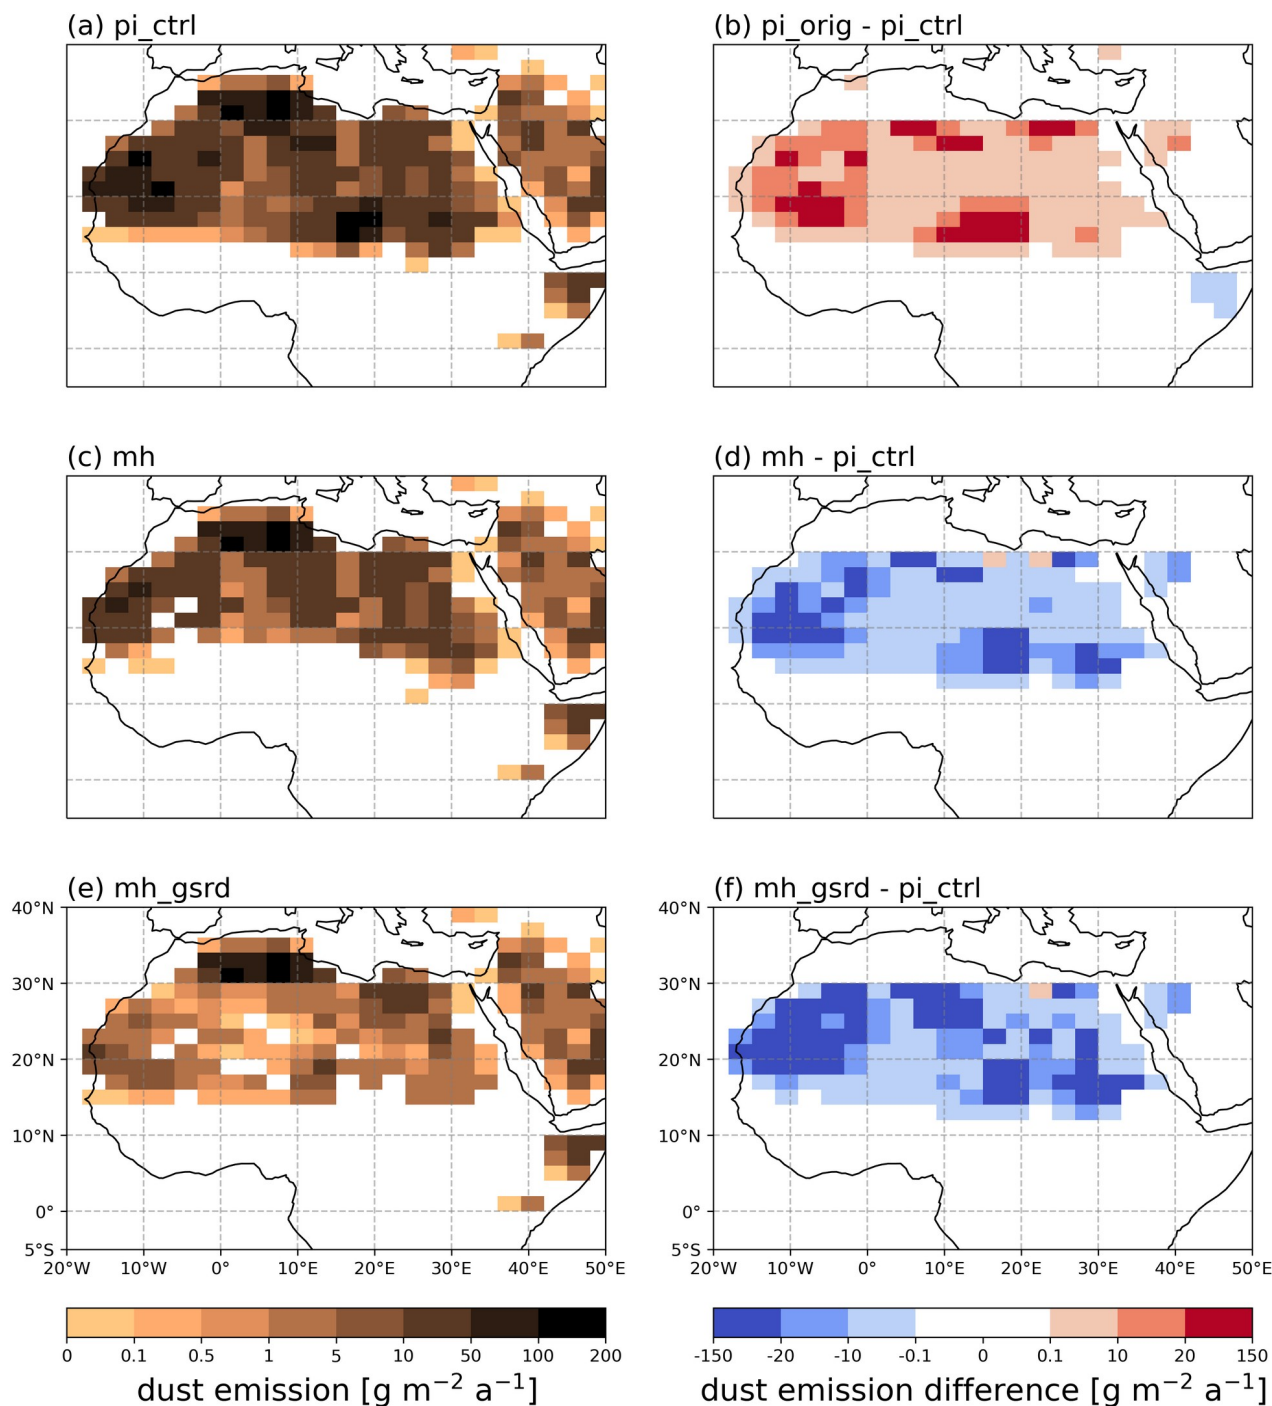 (a) pi_ctrl
(b) pi_orig - pi_ctrl
(c) mh
(d) mh - pi_ctrl
(e) mh_gsrd
(f) mh_gsrd - pi_ctrl
40°N
30°N
20°N
10°N
0°
5°S
20°W 10°W 0° 10°E 20°E 30°E 40°E 50°E
40°N
30°N
20°N
10°N
0°
5°S
20°W 10°W 0° 10°E 20°E 30°E 40°E 50°E
0 0.1 0.5 1 5 10 50 100 200
dust emission [g m⁻² a⁻¹]
-150 -20 -10 -0.1 0 0.1 10 20 150
dust emission difference [g m⁻² a⁻¹]